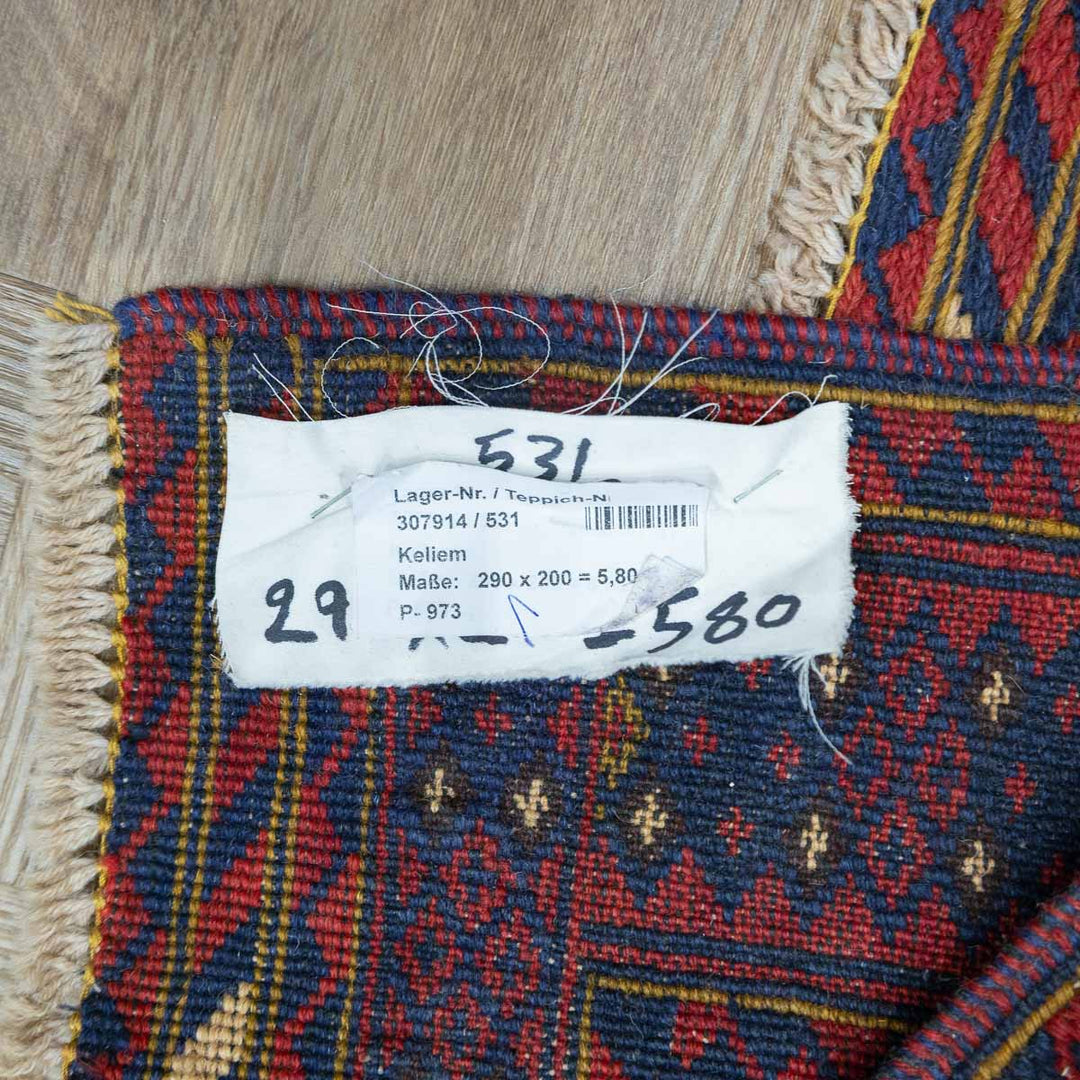 531
Lager-Nr. / Teppich-N
307914 / 531
Keliem
Maße: 290 x 200 = 5,80
P- 973
29
= 580